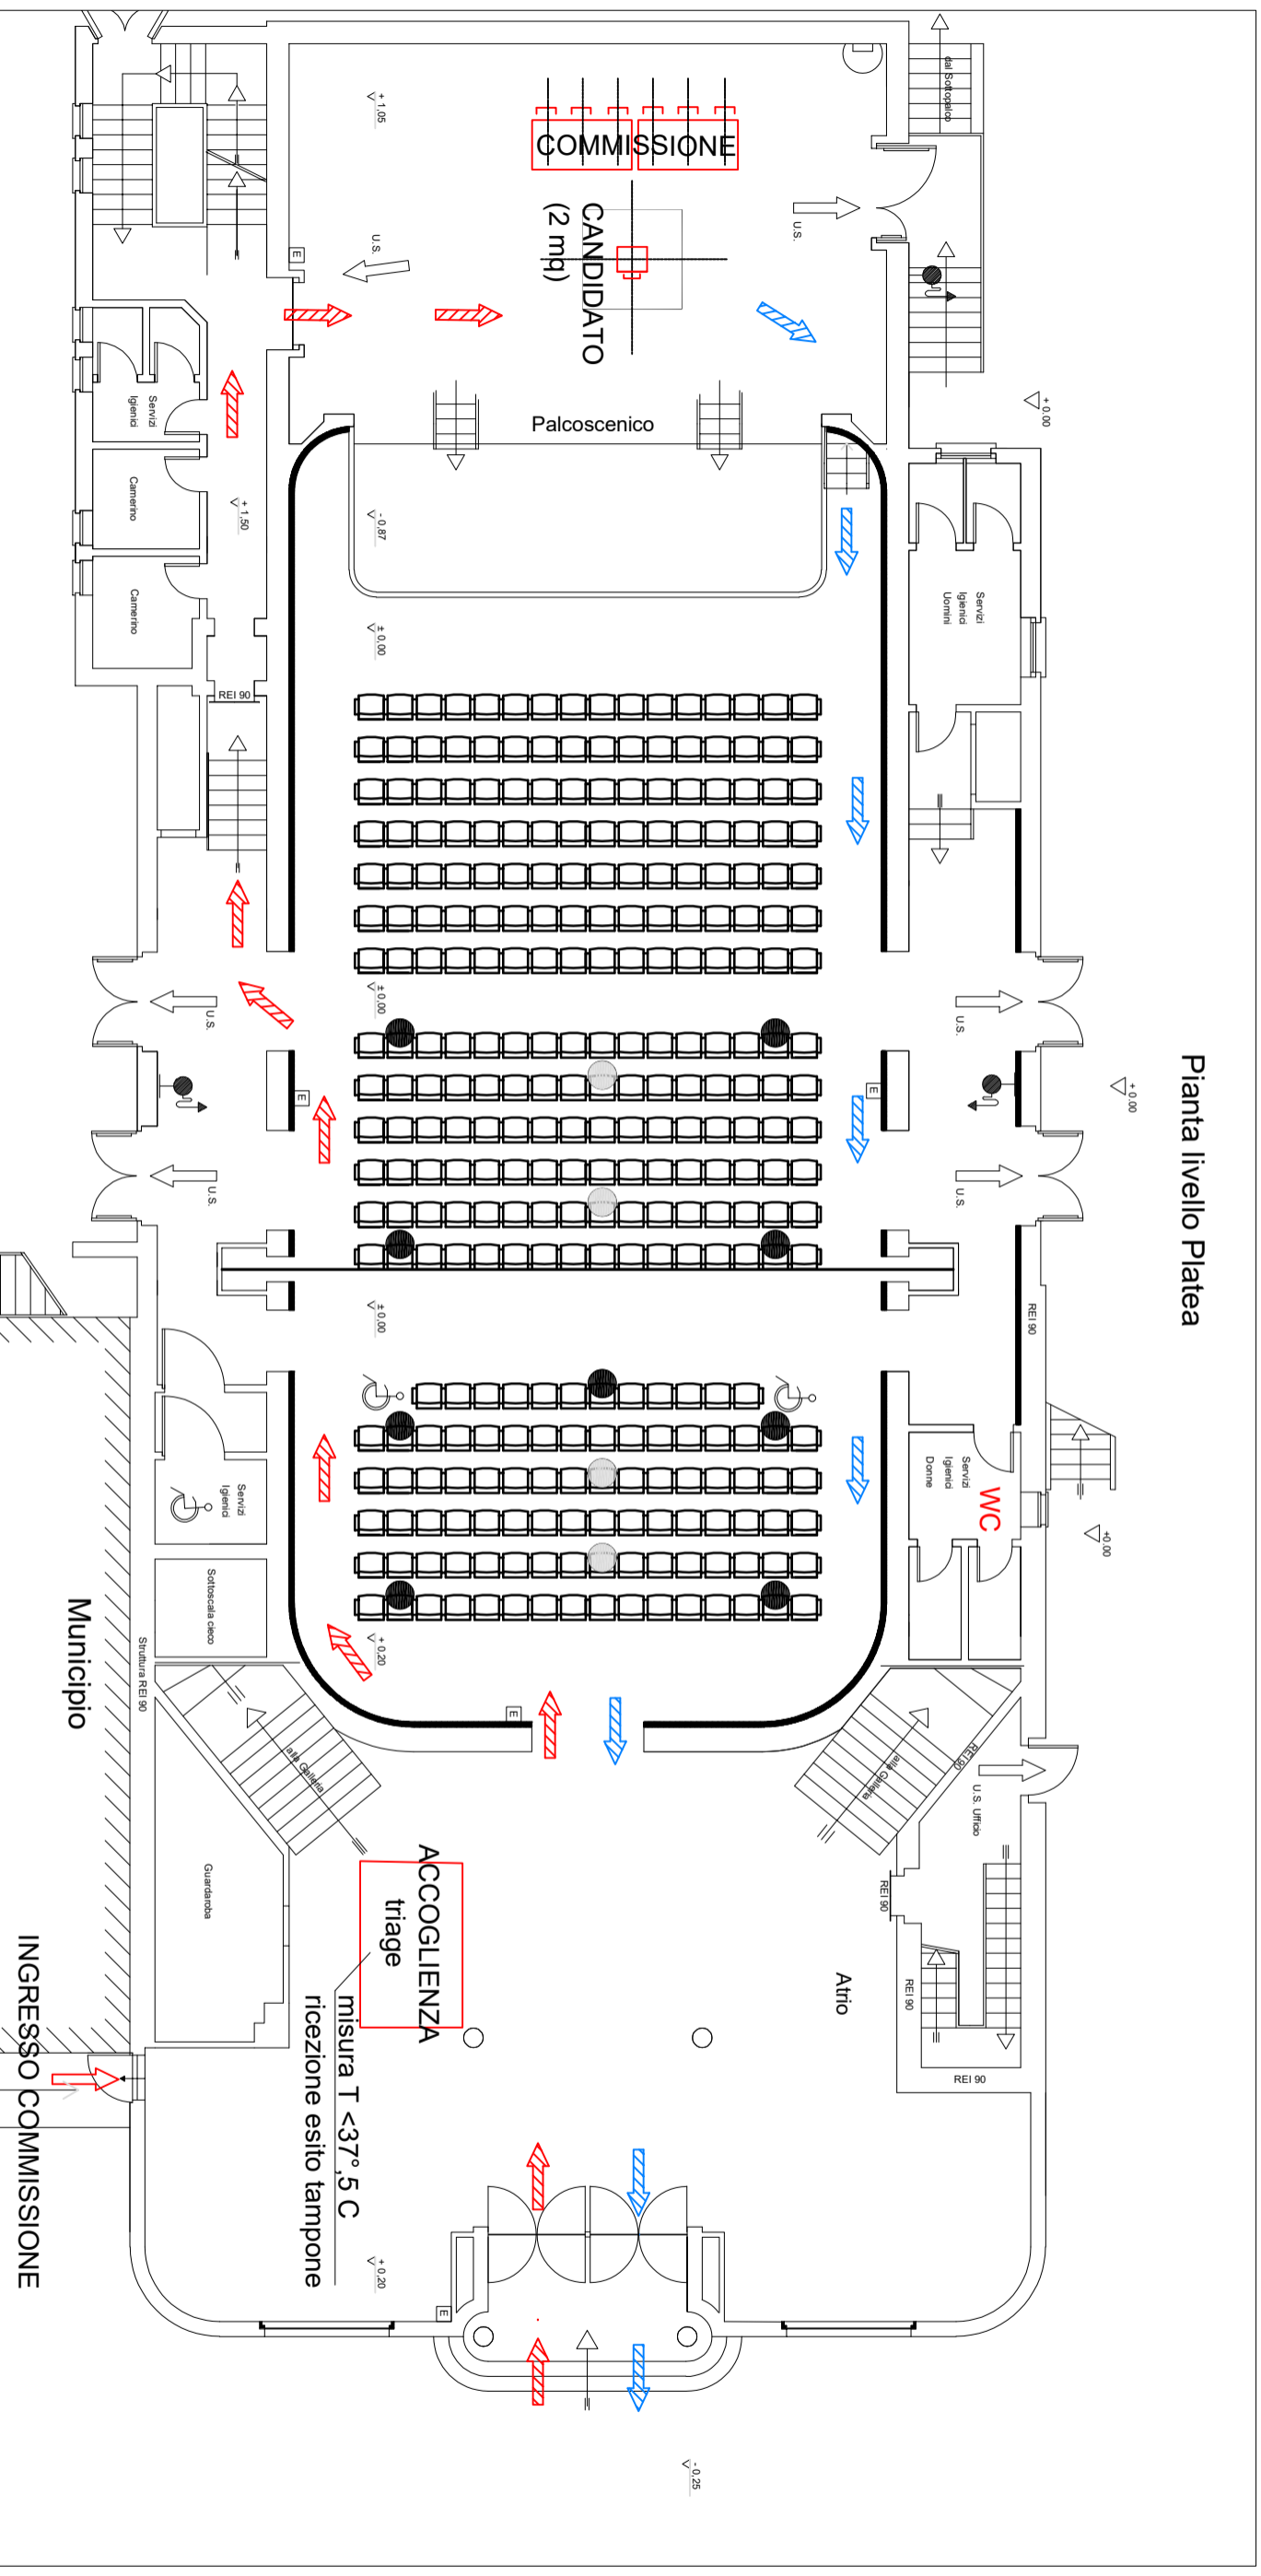 Pianta livello Platea
dal Sottopalco
+ 1,05
COMMISSIONE
CANDIDATO
(2 mq)
U.S.
U.S.
E
Palcoscenico
+ 0.00
Servizi
Igienici
Camerino
Camerino
+ 1,50
- 0,87
± 0,00
Servizi
Igienici
Uomini
REI 90
± 0,00
U.S.
U.S.
U.S.
U.S.
E
E
+ 0.00
± 0,00
REI 90
Servizi
Igienici
Donne
WC
+0.00
Servizi
Igienici
Sottoscala cieco
Struttura REI 90
Municipio
+ 0,20
E
alla Galleria
alla Galleria
REI 90
U.S. Ufficio
Guardaroba
ACCOGLIENZA
triage
misura T <37°,5 C
ricezione esito tampone
Atrio
REI 90
REI 90
REI 90
INGRESSO COMMISSIONE
+ 0,20
E
- 0,25